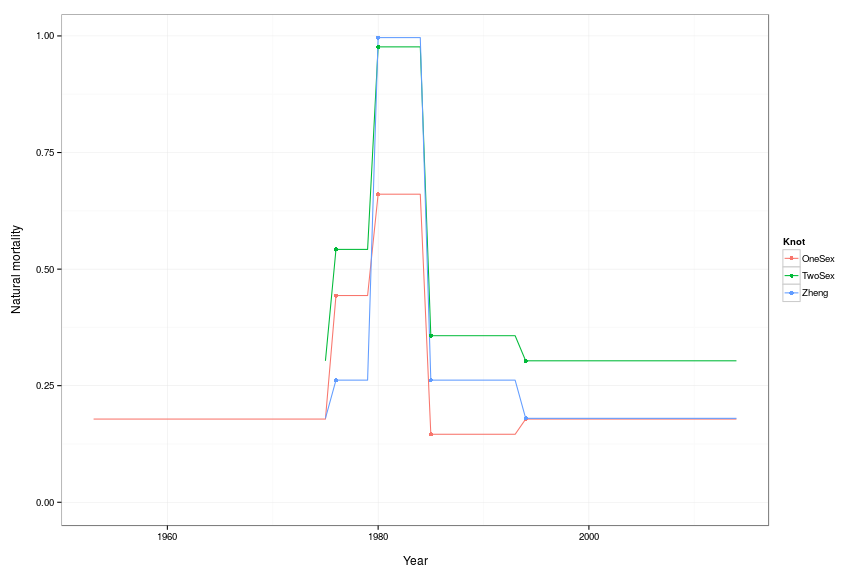 1.00
0.75
0.50
0.25
0.00
Natural mortality
1960
1980
2000
Year
Knot
OneSex
TwoSex
Zheng